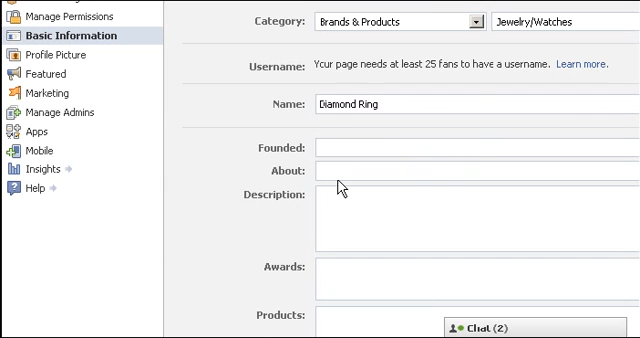 Manage Permissions
Basic Information
Profile Picture
Featured
Marketing
Manage Admins
Apps
Mobile
Insights
Help
Category: Brands & Products Jewelry/Watches
Username: Your page needs at least 25 fans to have a username. Learn more.
Name: Diamond Ring
Founded:
About:
Description:
Awards:
Products:
Chat (2)